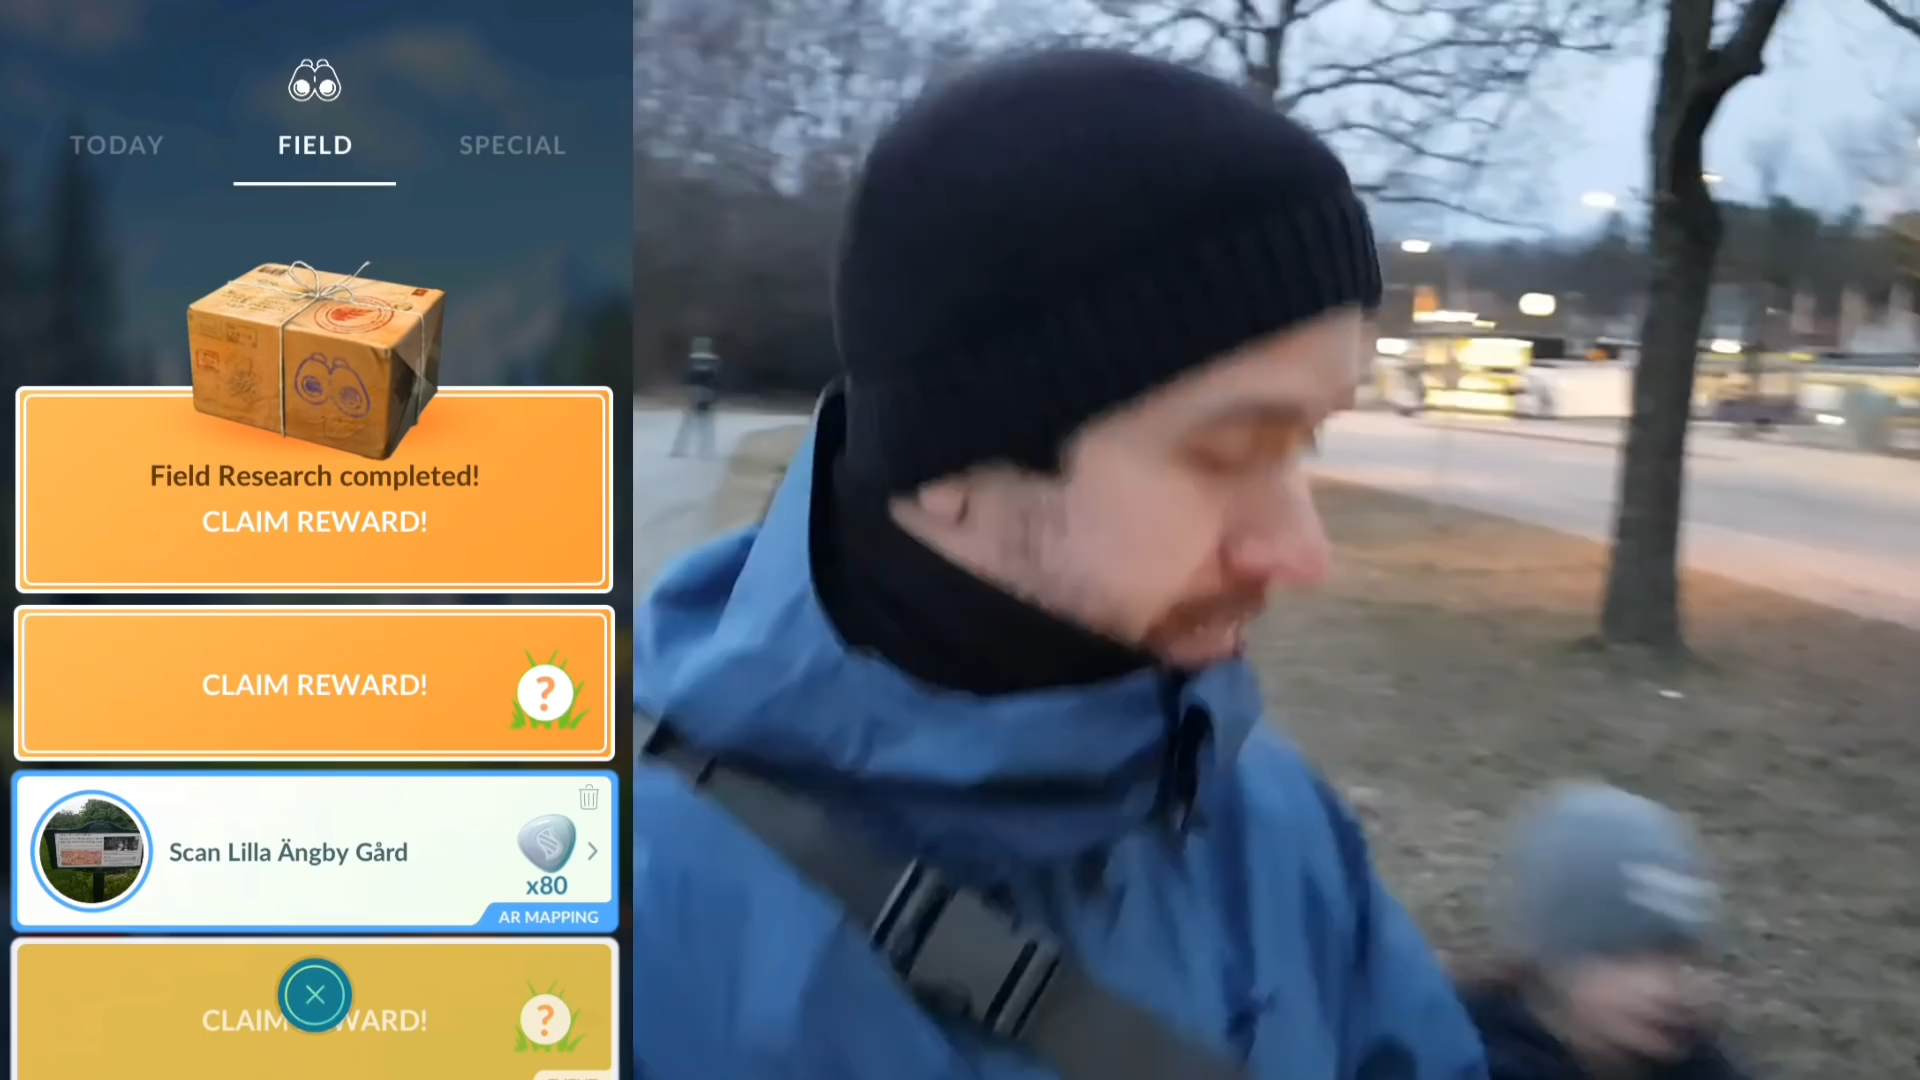 TODAY
FIELD
SPECIAL
Field Research completed!
CLAIM REWARD!
CLAIM REWARD!
?
Scan Lilla Ängby Gård
x80
AR MAPPING
?